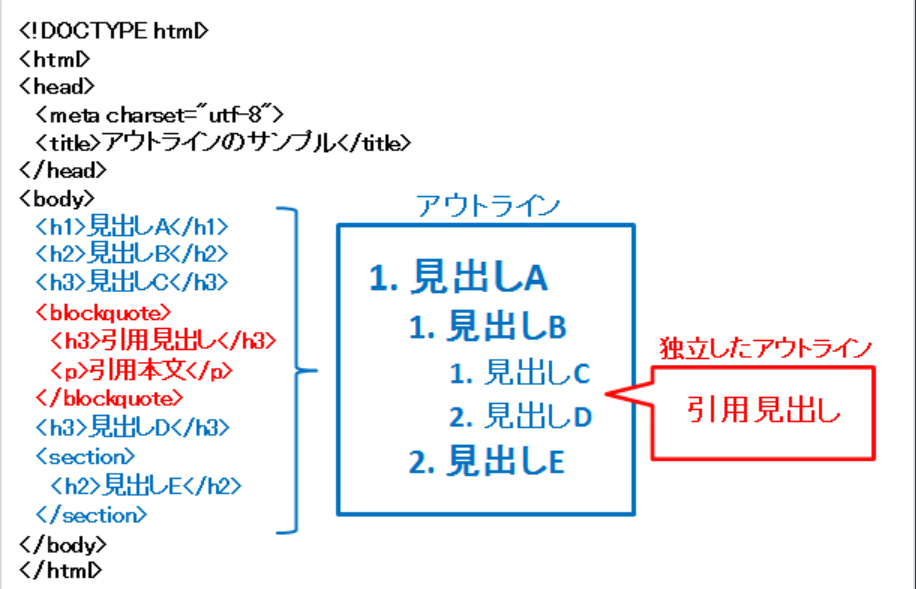 <!DOCTYPE html>
<html>
<head>
<meta charset="utf-8">
<title>アウトラインのサンプル</title>
</head>
<body>
<h1>見出しA</h1>
<h2>見出しB</h2>
<h3>見出しC</h3>
<blockquote>
<h3>引用見出し</h3>
<p>引用本文</p>
</blockquote>
<h3>見出しD</h3>
<section>
<h2>見出しE</h2>
</section>
</body>
</html>
アウトライン
1. 見出しA
1. 見出しB
1. 見出しC
2. 見出しD
2. 見出しE
独立したアウトライン
引用見出し